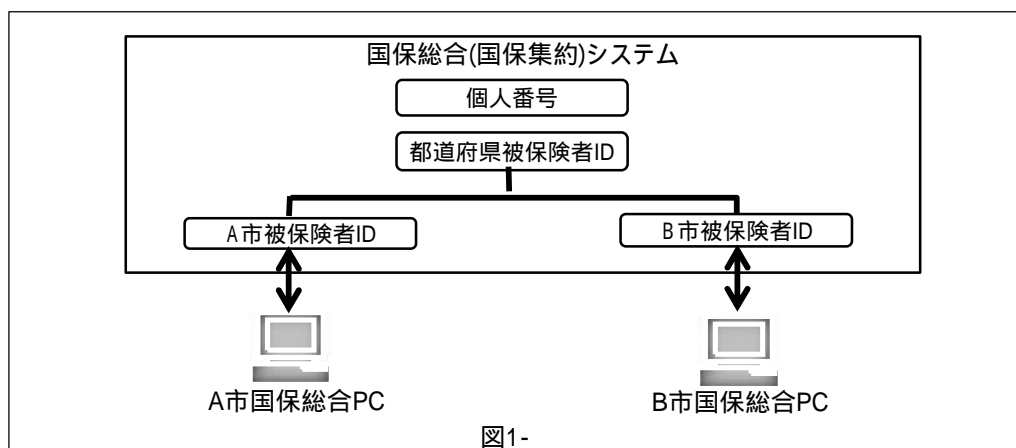 国保総合(国保集約)システム
個人番号
都道府県被保険者ID
A市被保険者ID
B市被保険者ID
A市国保総合PC
B市国保総合PC
図1-